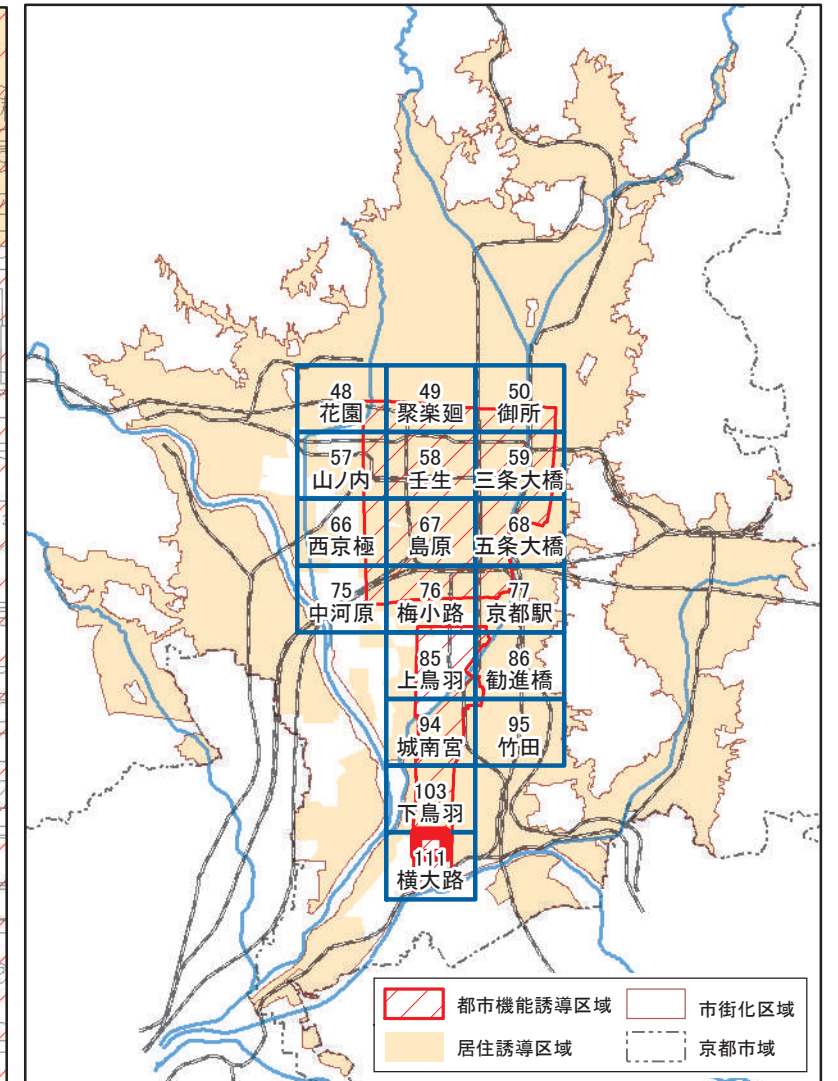 48
花園
49
聚楽廻
50
御所
57
山ノ内
58
壬生
59
三条大橋
66
西京極
67
島原
68
五条大橋
75
中河原
76
梅小路
77
京都駅
85
上鳥羽
86
勧進橋
94
城南宮
95
竹田
103
下鳥羽
111
横大路
都市機能誘導区域
市街化区域
居住誘導区域
京都市域